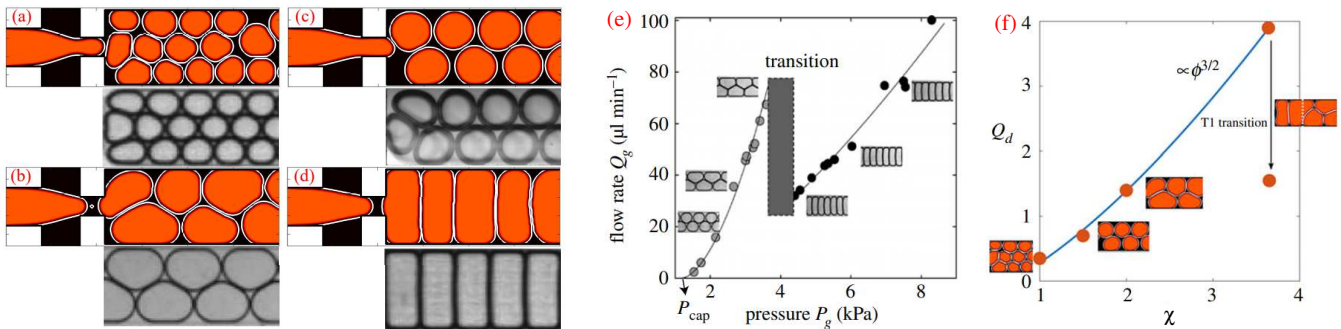 (a)
(c)
(b)
(d)
(e)
flow rate Q_g (μl min⁻¹)
100
80
60
40
20
0
transition
P_cap
2
4
6
8
pressure P_g (kPa)
(f)
Q_d
4
3
2
1
0
∝ϕ^{3/2}
T1 transition
1
2
3
4
χ